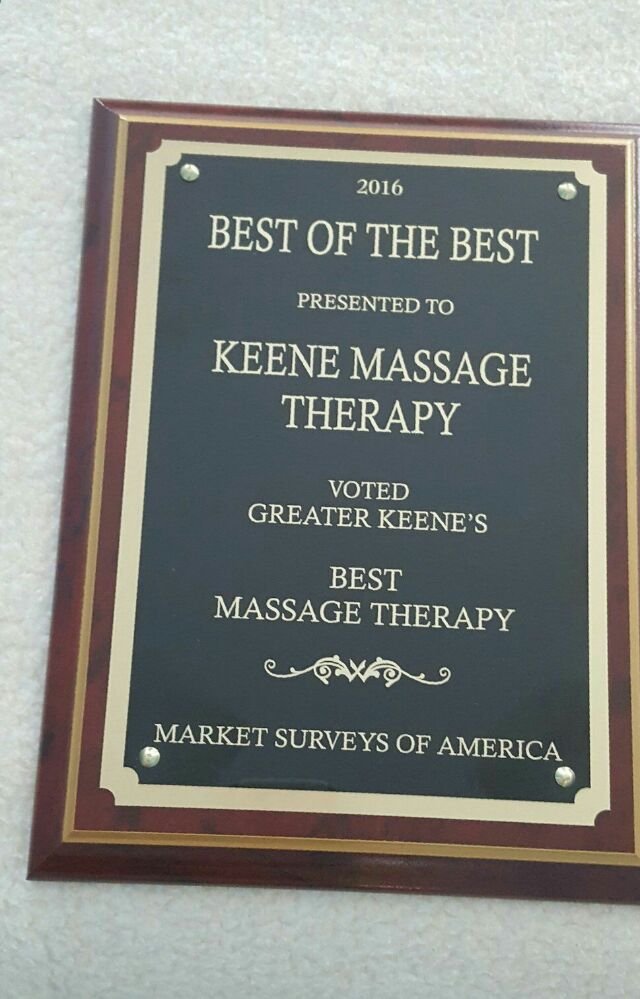 2016
BEST OF THE BEST
PRESENTED TO
KEENE MASSAGE
THERAPY
VOTED
GREATER KEENE'S
BEST
MASSAGE THERAPY
MARKET SURVEYS OF AMERICA